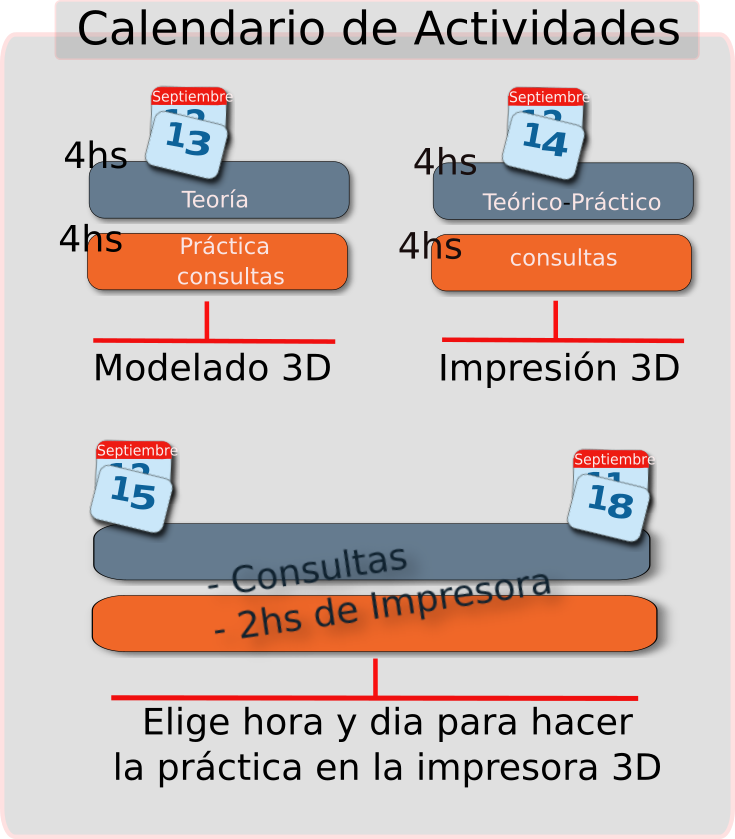 Calendario de Actividades
Septiembre
13
4hs
Teoría
4hs
Práctica
consultas
Modelado 3D
Septiembre
14
4hs
Teórico-Práctico
4hs
consultas
Impresión 3D
Septiembre
15
Septiembre
18
- Consultas
- 2hs de Impresora
Elige hora y dia para hacer
la práctica en la impresora 3D